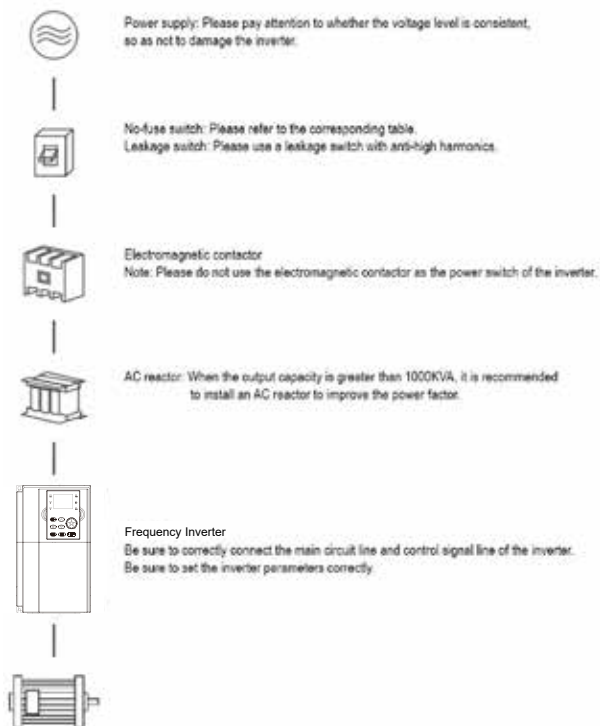 Power supply: Please pay attention to whether the voltage level is consistent,
so as not to damage the inverter.
No-fuse switch: Please refer to the corresponding table.
Leakage switch: Please use a leakage switch with anti-high harmonics.
Electromagnetic contactor
Note: Please do not use the electromagnetic contactor as the power switch of the inverter.
AC reactor: When the output capacity is greater than 1000KVA, it is recommended
to install an AC reactor to improve the power factor.
Frequency Inverter
Be sure to correctly connect the main circuit line and control signal line of the inverter.
Be sure to set the inverter parameters correctly.